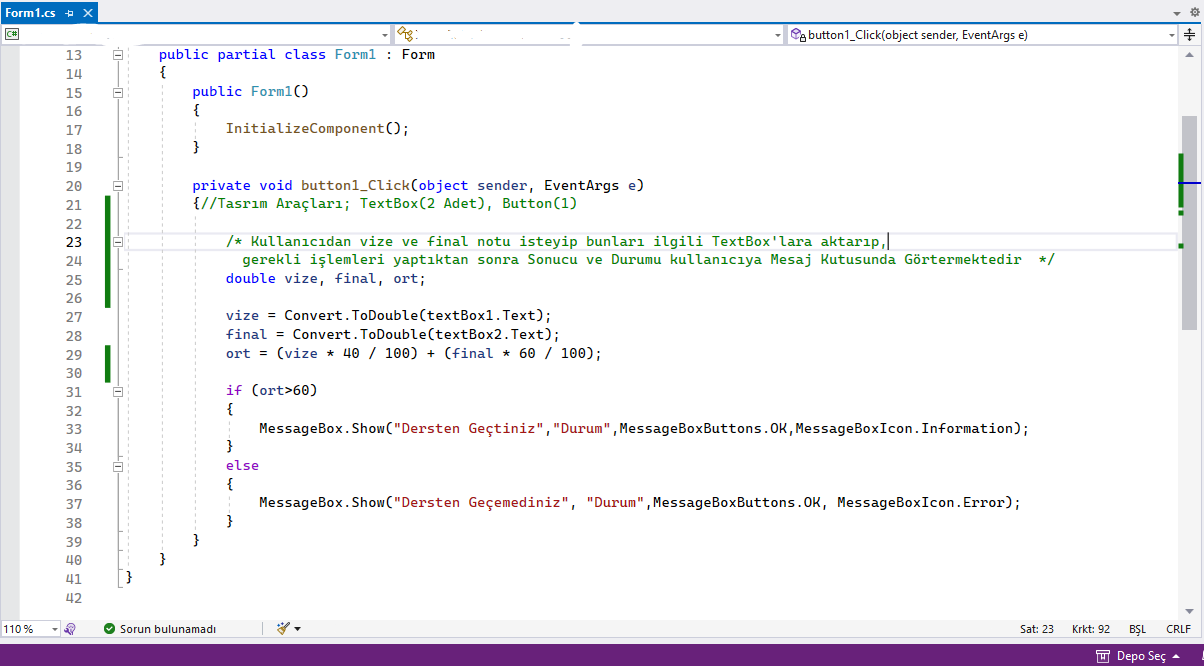 Form1.cs
C#
button1_Click(object sender, EventArgs e)
13 public partial class Form1 : Form
14 {
15 public Form1()
16 {
17 InitializeComponent();
18 }
19
20 private void button1_Click(object sender, EventArgs e)
21 {//Tasrım Araçları; TextBox(2 Adet), Button(1)
22
23 /* Kullanıcıdan vize ve final notu isteyip bunları ilgili TextBox'lara aktarıp,
24 gerekli işlemleri yaptıktan sonra Sonucu ve Durumu kullanıcıya Mesaj Kutusunda Görtermektedir */
25 double vize, final, ort;
26
27 vize = Convert.ToDouble(textBox1.Text);
28 final = Convert.ToDouble(textBox2.Text);
29 ort = (vize * 40 / 100) + (final * 60 / 100);
30
31 if (ort>60)
32 {
33 MessageBox.Show("Dersten Geçtiniz","Durum",MessageBoxButtons.OK,MessageBoxIcon.Information);
34 }
35 else
36 {
37 MessageBox.Show("Dersten Geçemediniz", "Durum",MessageBoxButtons.OK, MessageBoxIcon.Error);
38 }
39 }
40 }
41 }
42
110 % Sorun bulunamadı Sat: 23 Krkt: 92 BŞL CRLF
Depo Seç